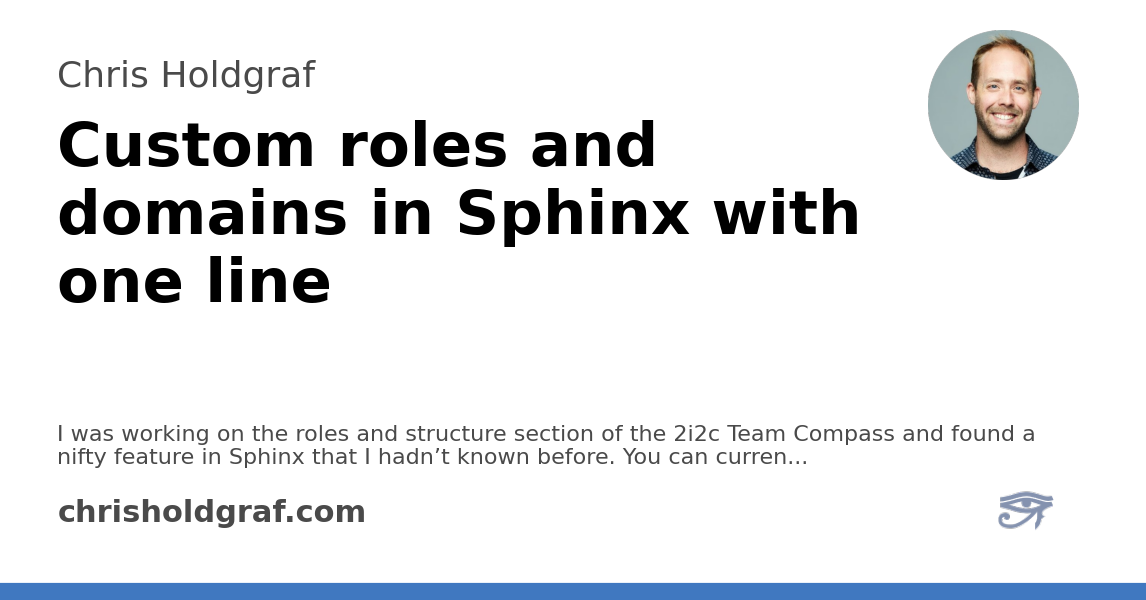 Chris Holdgraf
Custom roles and
domains in Sphinx with
one line
I was working on the roles and structure section of the 2i2c Team Compass and found a
nifty feature in Sphinx that I hadn’t known before. You can curren...
chrisholdgraf.com